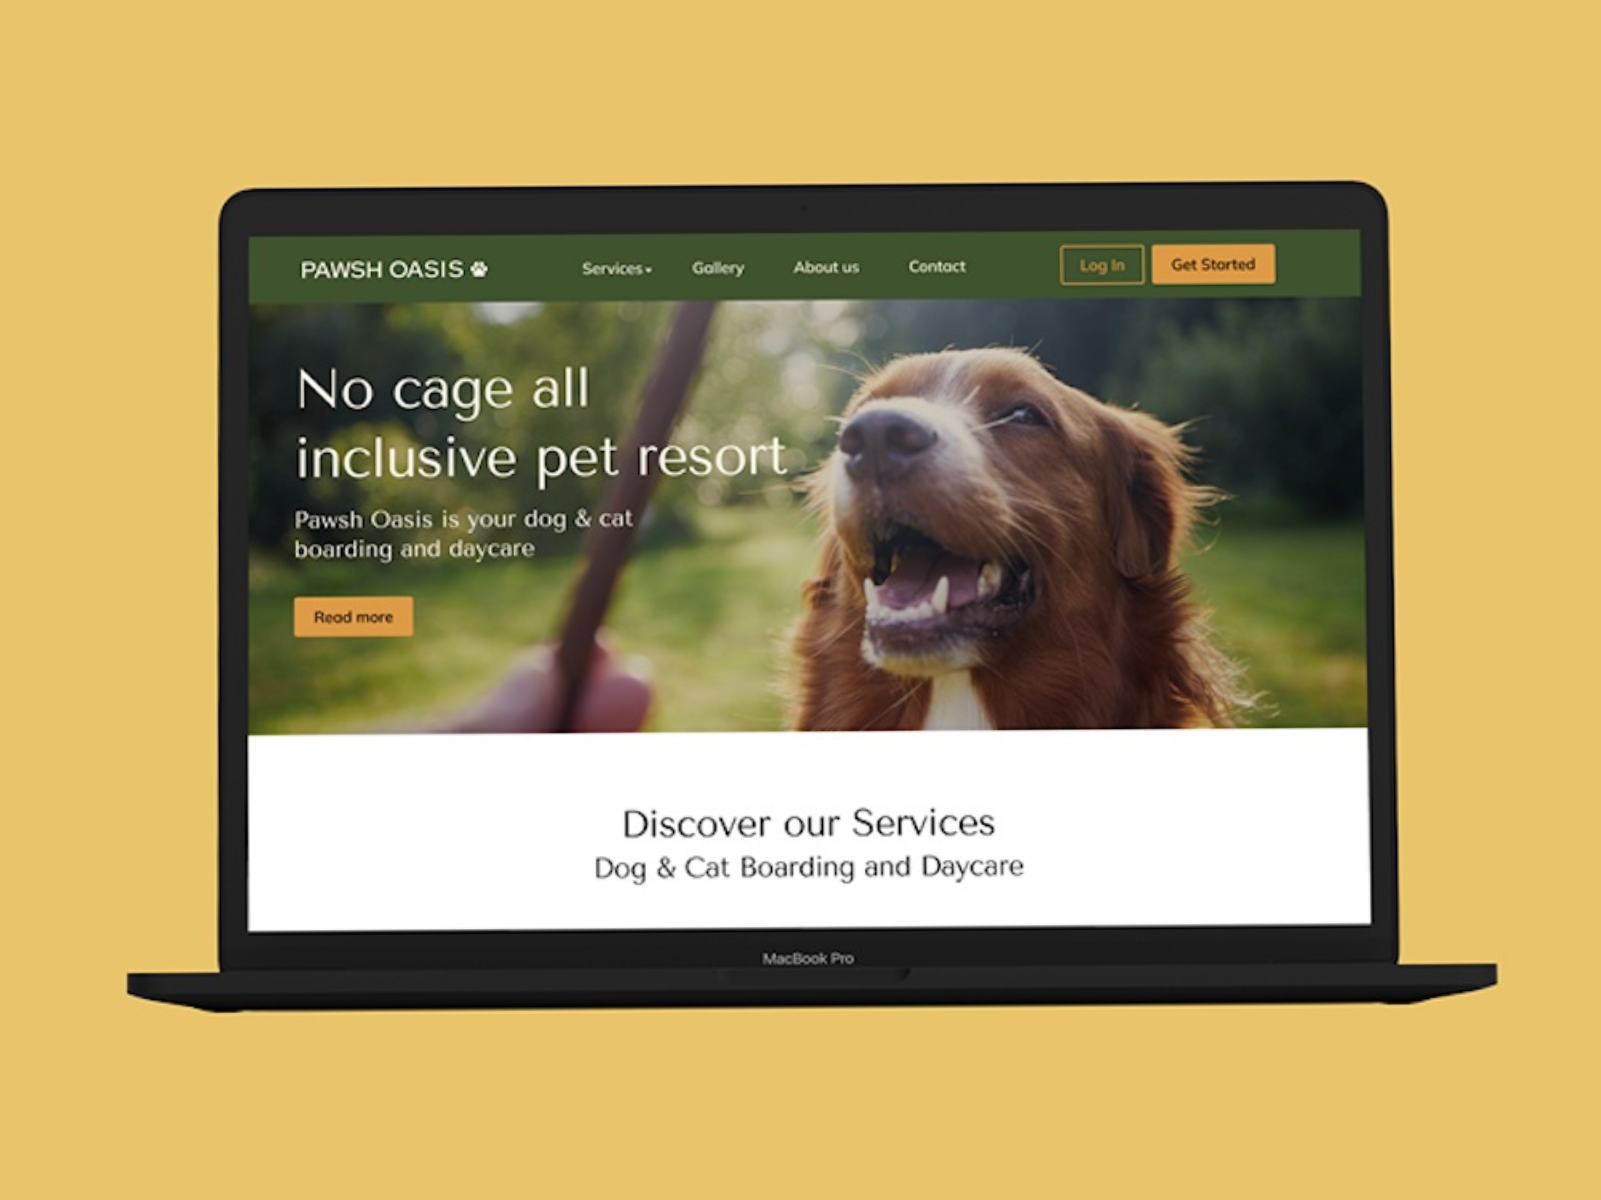 PAWSH OASIS
Services
Gallery
About us
Contact
Log In
Get Started
No cage all
inclusive pet resort
Pawsh Oasis is your dog & cat
boarding and daycare
Read more
Discover our Services
Dog & Cat Boarding and Daycare
MacBook Pro